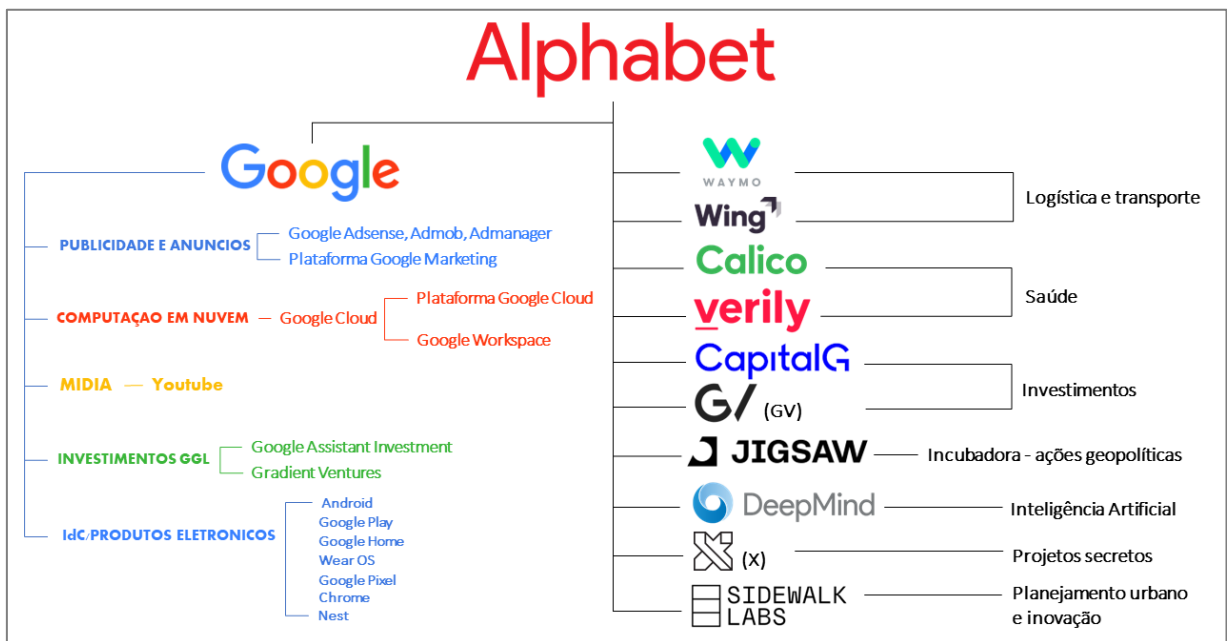 Alphabet
Google
PUBLICIDADE E ANUNCIOS
Google Adsense, Admob, Admanager
Plataforma Google Marketing
COMPUTAÇAO EM NUVEM
Google Cloud
Plataforma Google Cloud
Google Workspace
MIDIA
Youtube
INVESTIMENTOS GGL
Google Assistant Investment
Gradient Ventures
IdC/PRODUTOS ELETRONICOS
Android
Google Play
Google Home
Wear OS
Google Pixel
Chrome
Nest
WAYMO
Wing
Logística e transporte
Calico
verily
Saúde
CapitalG
G/ (GV)
Investimentos
JIGSAW
Incubadora - ações geopolíticas
DeepMind
Inteligência Artificial
(X)
Projetos secretos
SIDEWALK
LABS
Planejamento urbano
e inovação